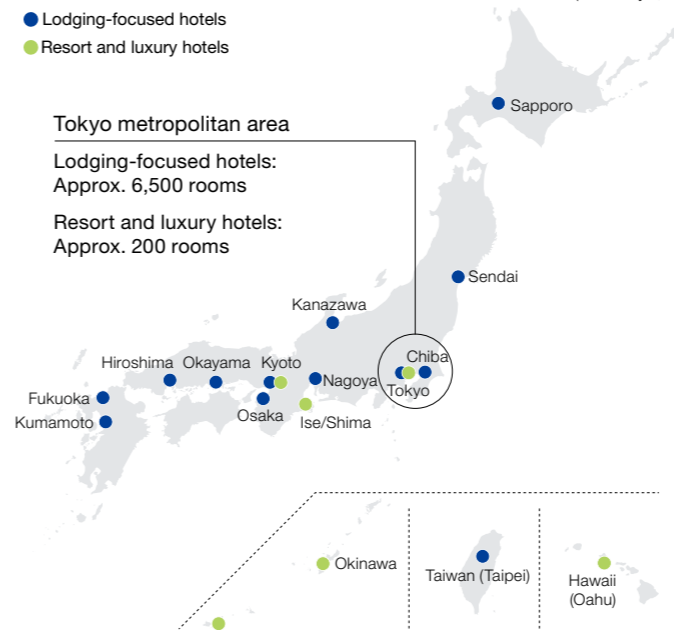 Lodging-focused hotels
Resort and luxury hotels
Sapporo
Tokyo metropolitan area
Lodging-focused hotels:
Approx. 6,500 rooms
Resort and luxury hotels:
Approx. 200 rooms
Sendai
Kanazawa
Hiroshima
Okayama
Kyoto
Chiba
Nagoya
Tokyo
Fukuoka
Osaka
Kumamoto
Ise/Shima
Okinawa
Taiwan (Taipei)
Hawaii
(Oahu)